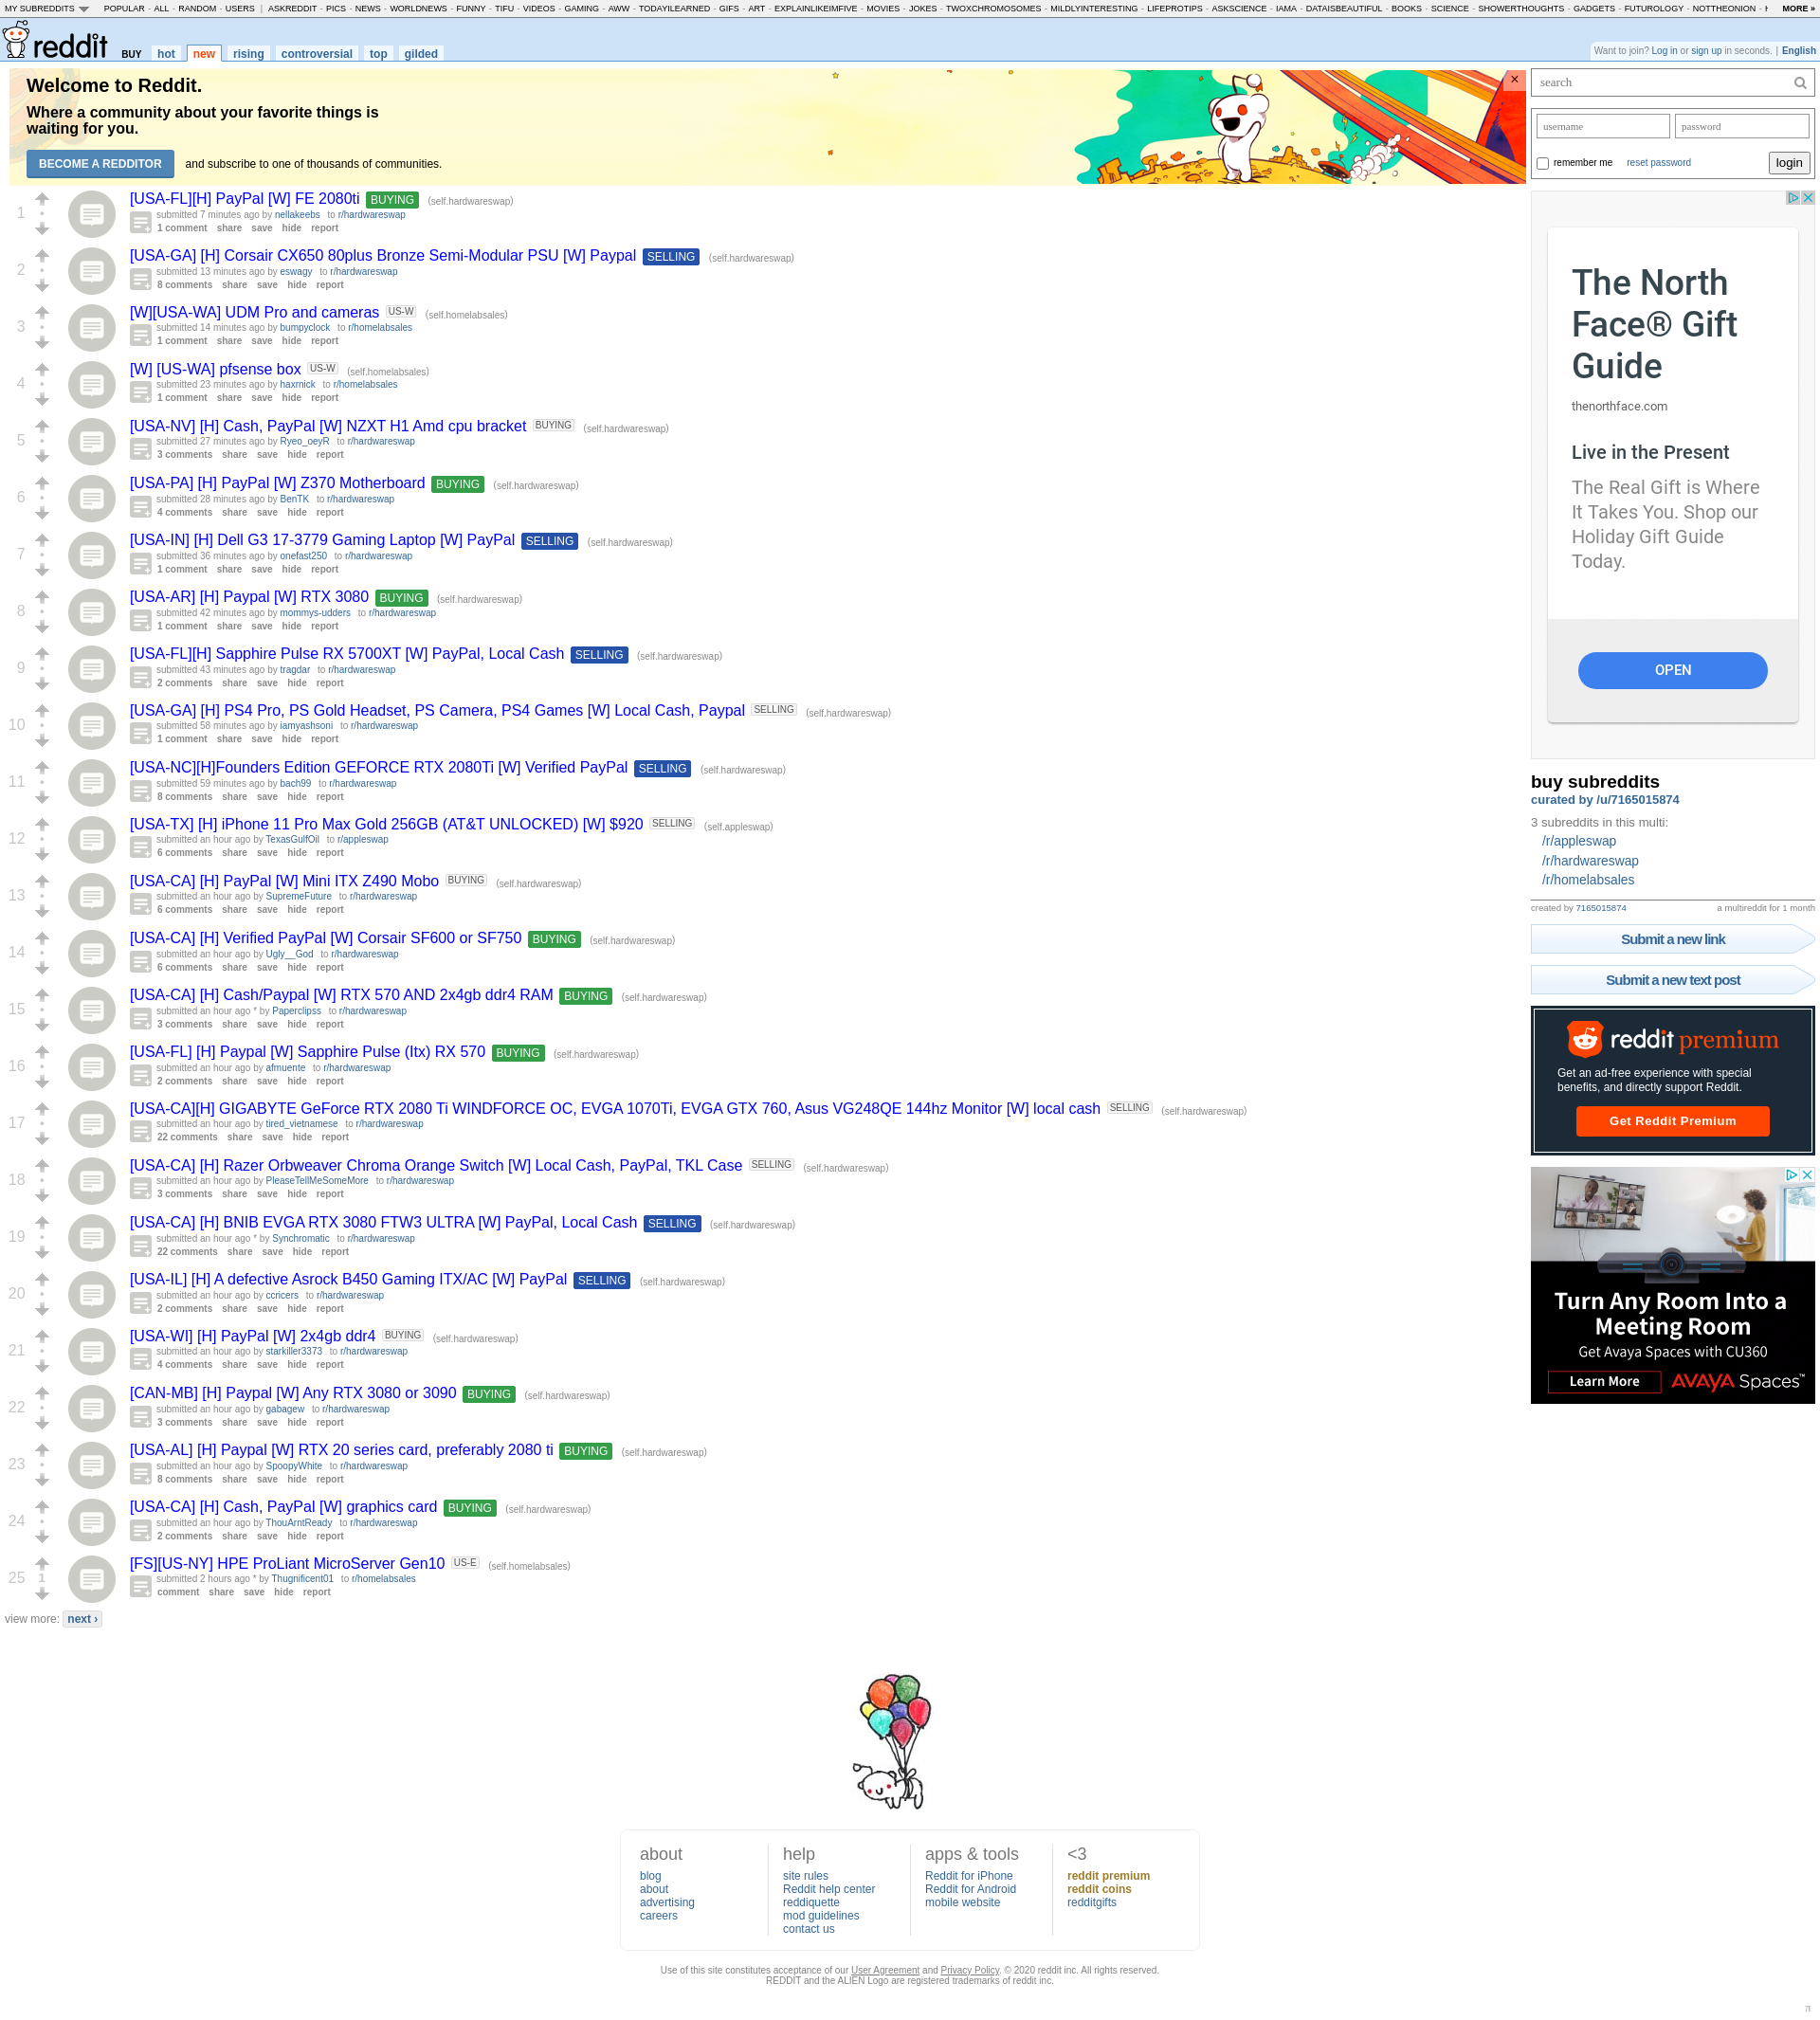 MY SUBREDDITS POPULAR - ALL - RANDOM - USERS | ASKREDDIT - PICS - NEWS - WORLDNEWS - FUNNY - TIFU - VIDEOS - GAMING - AWW - TODAYILEARNED - GIFS - ART - EXPLAINLIKEIMFIVE - MOVIES - JOKES - TWOXCHROMOSOMES - MILDLYINTERESTING - LIFEPROTIPS - ASKSCIENCE - IAMA - DATAISBEAUTIFUL - BOOKS - SCIENCE - SHOWERTHOUGHTS - GADGETS - FUTUROLOGY - NOTTHEONION - MORE »
reddit BUY hot new rising controversial top gilded
Want to join? Log in or sign up in seconds. | English
Welcome to Reddit.
Where a community about your favorite things is
waiting for you.
BECOME A REDDITOR and subscribe to one of thousands of communities.
×
1
[USA-FL][H] PayPal [W] FE 2080ti BUYING (self.hardwareswap)
submitted 7 minutes ago by nellakeebs to r/hardwareswap
1 comment share save hide report
2
[USA-GA] [H] Corsair CX650 80plus Bronze Semi-Modular PSU [W] Paypal SELLING (self.hardwareswap)
submitted 13 minutes ago by eswagy to r/hardwareswap
8 comments share save hide report
3
[W][USA-WA] UDM Pro and cameras US-W (self.homelabsales)
submitted 14 minutes ago by bumpyclock to r/homelabsales
1 comment share save hide report
4
[W] [US-WA] pfsense box US-W (self.homelabsales)
submitted 23 minutes ago by haxmick to r/homelabsales
1 comment share save hide report
5
[USA-NV] [H] Cash, PayPal [W] NZXT H1 Amd cpu bracket BUYING (self.hardwareswap)
submitted 27 minutes ago by Ryeo_oeyR to r/hardwareswap
3 comments share save hide report
6
[USA-PA] [H] PayPal [W] Z370 Motherboard BUYING (self.hardwareswap)
submitted 28 minutes ago by BenTK to r/hardwareswap
4 comments share save hide report
7
[USA-IN] [H] Dell G3 17-3779 Gaming Laptop [W] PayPal SELLING (self.hardwareswap)
submitted 36 minutes ago by onefast250 to r/hardwareswap
1 comment share save hide report
8
[USA-AR] [H] Paypal [W] RTX 3080 BUYING (self.hardwareswap)
submitted 42 minutes ago by mommys-udders to r/hardwareswap
1 comment share save hide report
9
[USA-FL][H] Sapphire Pulse RX 5700XT [W] PayPal, Local Cash SELLING (self.hardwareswap)
submitted 43 minutes ago by tragdar to r/hardwareswap
2 comments share save hide report
10
[USA-GA] [H] PS4 Pro, PS Gold Headset, PS Camera, PS4 Games [W] Local Cash, Paypal SELLING (self.hardwareswap)
submitted 58 minutes ago by iamyashsoni to r/hardwareswap
1 comment share save hide report
11
[USA-NC][H]Founders Edition GEFORCE RTX 2080Ti [W] Verified PayPal SELLING (self.hardwareswap)
submitted 59 minutes ago by bach99 to r/hardwareswap
8 comments share save hide report
12
[USA-TX] [H] iPhone 11 Pro Max Gold 256GB (AT&T UNLOCKED) [W] $920 SELLING (self.appleswap)
submitted an hour ago by TexasGulfOil to r/appleswap
6 comments share save hide report
13
[USA-CA] [H] PayPal [W] Mini ITX Z490 Mobo BUYING (self.hardwareswap)
submitted an hour ago by SupremeFuture to r/hardwareswap
6 comments share save hide report
14
[USA-CA] [H] Verified PayPal [W] Corsair SF600 or SF750 BUYING (self.hardwareswap)
submitted an hour ago by Ugly__God to r/hardwareswap
6 comments share save hide report
15
[USA-CA] [H] Cash/Paypal [W] RTX 570 AND 2x4gb ddr4 RAM BUYING (self.hardwareswap)
submitted an hour ago * by Paperclipss to r/hardwareswap
3 comments share save hide report
16
[USA-FL] [H] Paypal [W] Sapphire Pulse (Itx) RX 570 BUYING (self.hardwareswap)
submitted an hour ago by afmuente to r/hardwareswap
2 comments share save hide report
17
[USA-CA][H] GIGABYTE GeForce RTX 2080 Ti WINDFORCE OC, EVGA 1070Ti, EVGA GTX 760, Asus VG248QE 144hz Monitor [W] local cash SELLING (self.hardwareswap)
submitted an hour ago by tired_vietnamese to r/hardwareswap
22 comments share save hide report
18
[USA-CA] [H] Razer Orbweaver Chroma Orange Switch [W] Local Cash, PayPal, TKL Case SELLING (self.hardwareswap)
submitted an hour ago by PleaseTellMeSomeMore to r/hardwareswap
3 comments share save hide report
19
[USA-CA] [H] BNIB EVGA RTX 3080 FTW3 ULTRA [W] PayPal, Local Cash SELLING (self.hardwareswap)
submitted an hour ago * by Synchromatic to r/hardwareswap
22 comments share save hide report
20
[USA-IL] [H] A defective Asrock B450 Gaming ITX/AC [W] PayPal SELLING (self.hardwareswap)
submitted an hour ago by ccricers to r/hardwareswap
2 comments share save hide report
21
[USA-WI] [H] PayPal [W] 2x4gb ddr4 BUYING (self.hardwareswap)
submitted an hour ago by starkiller3373 to r/hardwareswap
4 comments share save hide report
22
[CAN-MB] [H] Paypal [W] Any RTX 3080 or 3090 BUYING (self.hardwareswap)
submitted an hour ago by gabagew to r/hardwareswap
3 comments share save hide report
23
[USA-AL] [H] Paypal [W] RTX 20 series card, preferably 2080 ti BUYING (self.hardwareswap)
submitted an hour ago by SpoopyWhite to r/hardwareswap
8 comments share save hide report
24
[USA-CA] [H] Cash, PayPal [W] graphics card BUYING (self.hardwareswap)
submitted an hour ago by ThouArntReady to r/hardwareswap
2 comments share save hide report
25 1
[FS][US-NY] HPE ProLiant MicroServer Gen10 US-E (self.homelabsales)
submitted 2 hours ago * by Thugnificent01 to r/homelabsales
comment share save hide report
view more: next ›
search
username password
remember me reset password login
The North
Face® Gift
Guide
thenorthface.com
Live in the Present
The Real Gift is Where
It Takes You. Shop our
Holiday Gift Guide
Today.
OPEN
buy subreddits
curated by /u/7165015874
3 subreddits in this multi:
/r/appleswap
/r/hardwareswap
/r/homelabsales
created by 7165015874 a multireddit for 1 month
Submit a new link
Submit a new text post
reddit premium
Get an ad-free experience with special
benefits, and directly support Reddit.
Get Reddit Premium
Turn Any Room Into a
Meeting Room
Get Avaya Spaces with CU360
Learn More AVAYA Spaces™
about
blog
about
advertising
careers
help
site rules
Reddit help center
reddiquette
mod guidelines
contact us
apps & tools
Reddit for iPhone
Reddit for Android
mobile website
<3
reddit premium
reddit coins
redditgifts
Use of this site constitutes acceptance of our User Agreement and Privacy Policy. © 2020 reddit inc. All rights reserved.
REDDIT and the ALIEN Logo are registered trademarks of reddit inc.
π